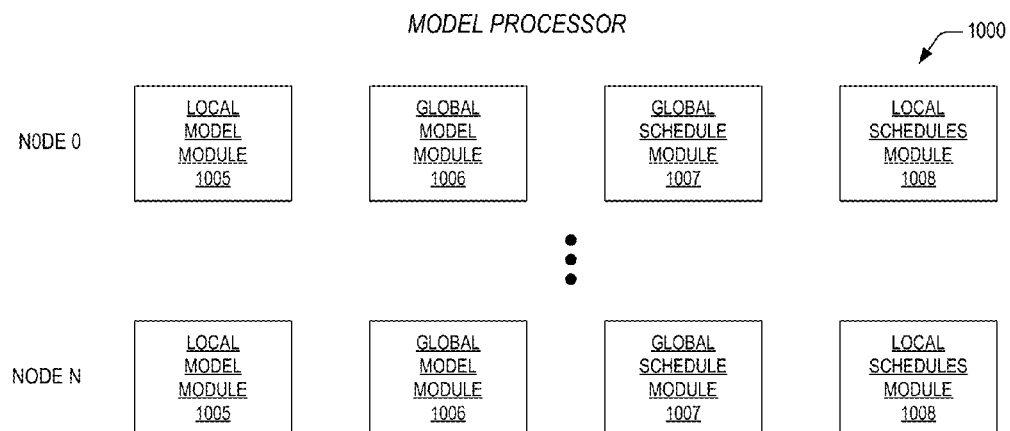 MODEL PROCESSOR
1000
NODE 0
LOCAL
MODEL
MODULE
1005
GLOBAL
MODEL
MODULE
1006
GLOBAL
SCHEDULE
MODULE
1007
LOCAL
SCHEDULES
MODULE
1008
NODE N
LOCAL
MODEL
MODULE
1005
GLOBAL
MODEL
MODULE
1006
GLOBAL
SCHEDULE
MODULE
1007
LOCAL
SCHEDULES
MODULE
1008